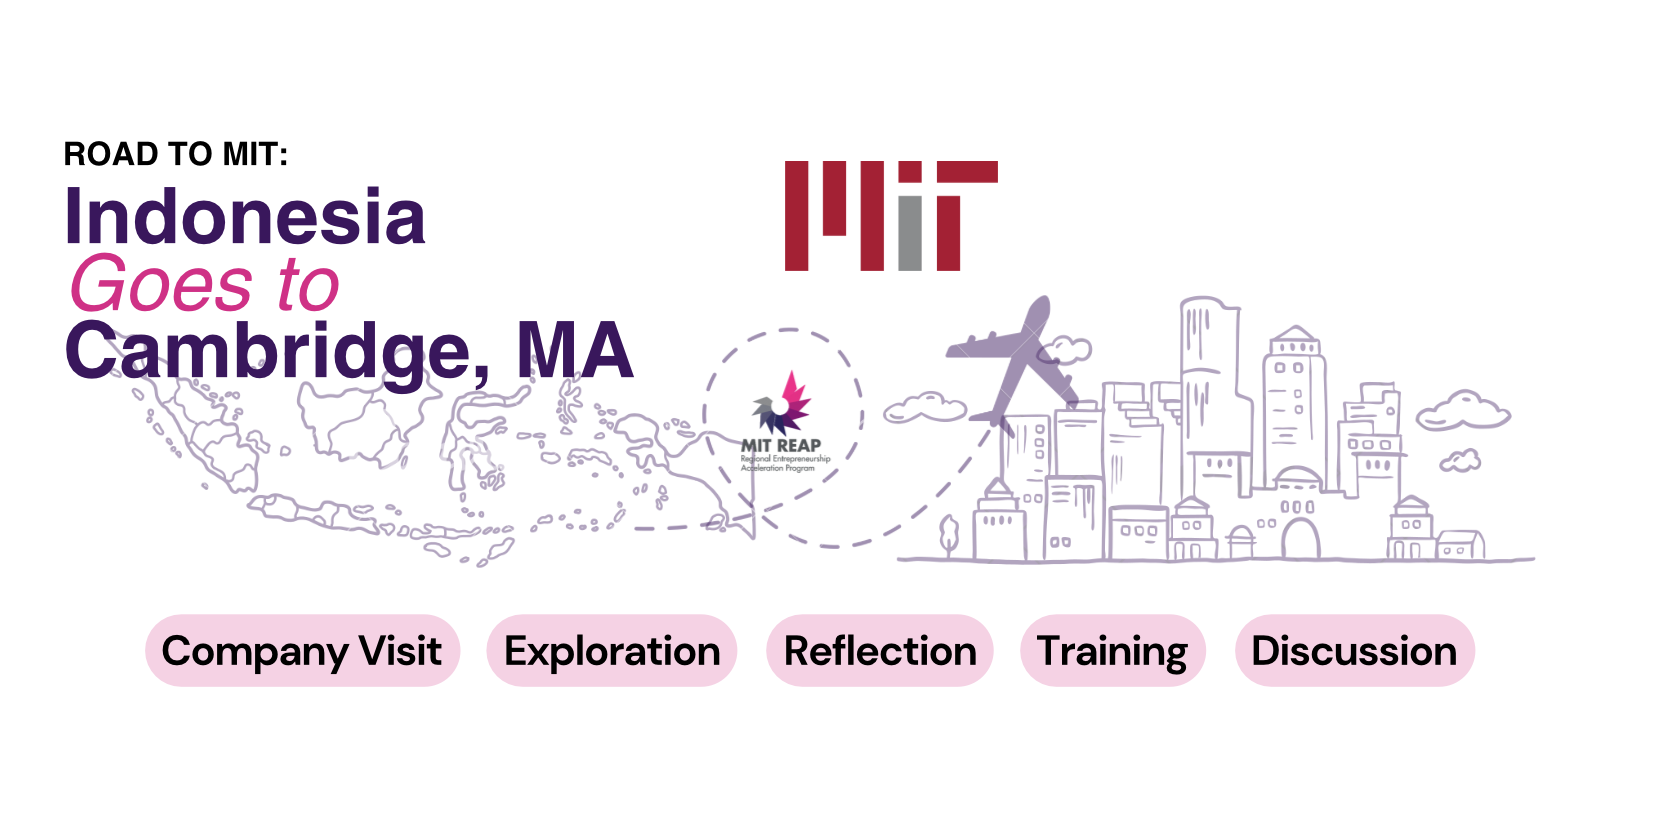 ROAD TO MIT:
Indonesia
Goes to
Cambridge, MA
MiT
MIT REAP
Regional Entrepreneurship
Acceleration Program
Company Visit
Exploration
Reflection
Training
Discussion